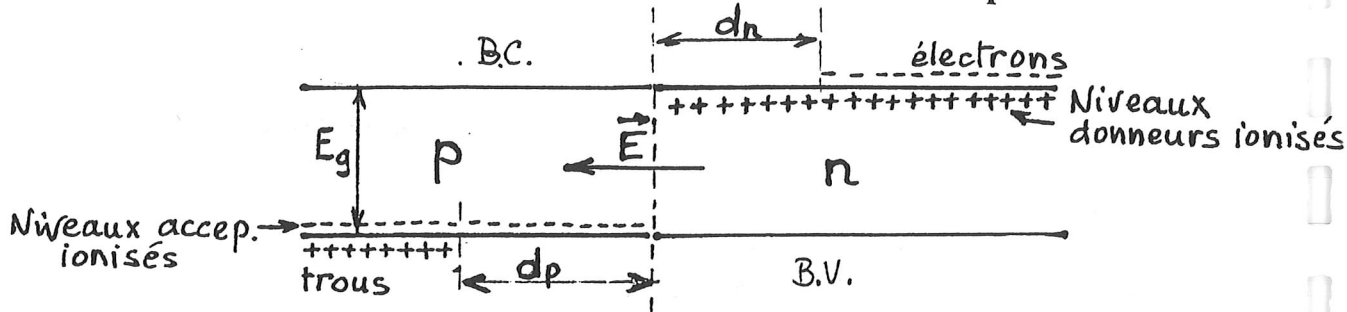 dn
. B.C.
électrons
+++++++++++++++++++ Niveaux
donneurs ionisés
Eg
p
E
n
Niveaux accep.
ionisés
++++++++
trous
dp
B.V.